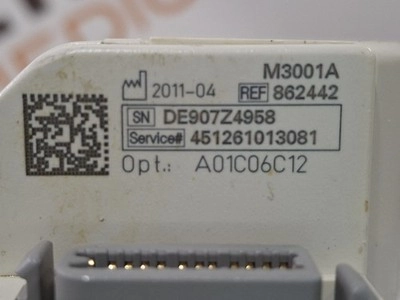 M3001A
2011-04 REF 862442
SN DE907Z4958
Service# 451261013081
Opt.: A01C06C12